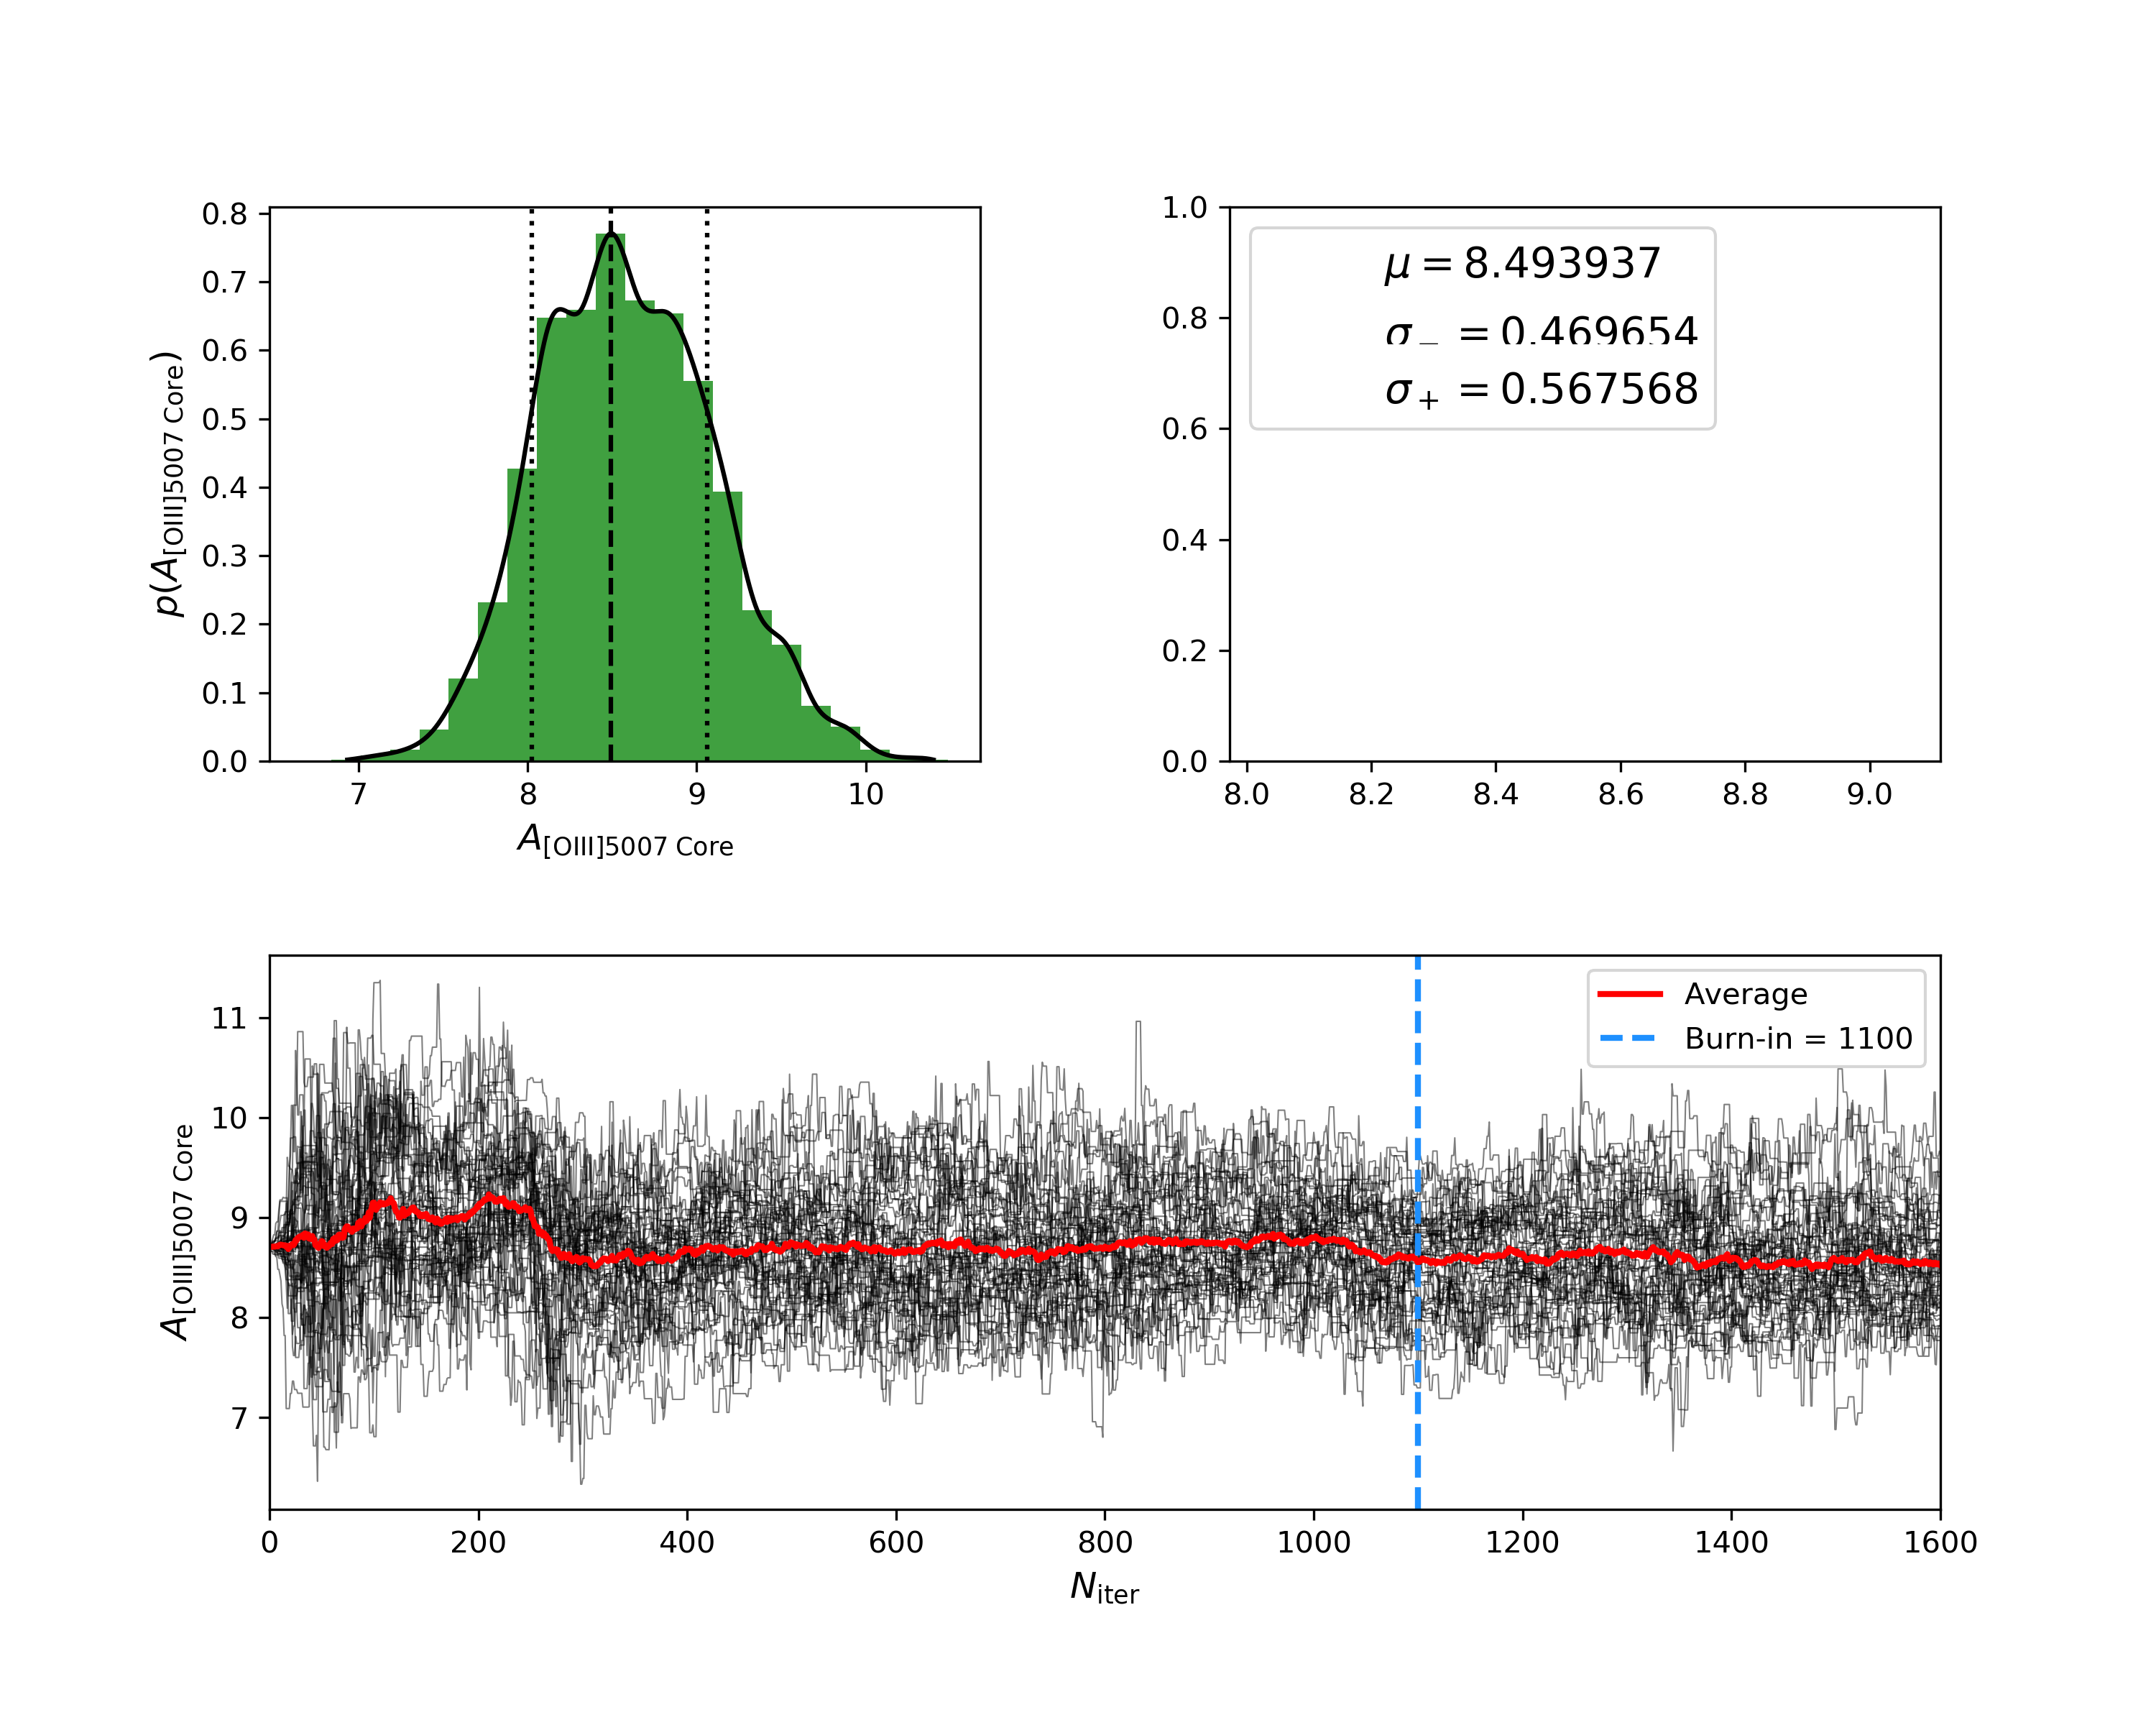 0.8
0.7
0.6
0.5
0.4
0.3
0.2
0.1
0.0
p(A[OIII]5007 Core)
7 8 9 10
A[OIII]5007 Core
1.0
0.8
0.6
0.4
0.2
0.0
μ = 8.493937
σ− = 0.469654
σ+ = 0.567568
8.0 8.2 8.4 8.6 8.8 9.0
11
10
9
8
7
A[OIII]5007 Core
Average
Burn-in = 1100
0 200 400 600 800 1000 1200 1400 1600
Niter